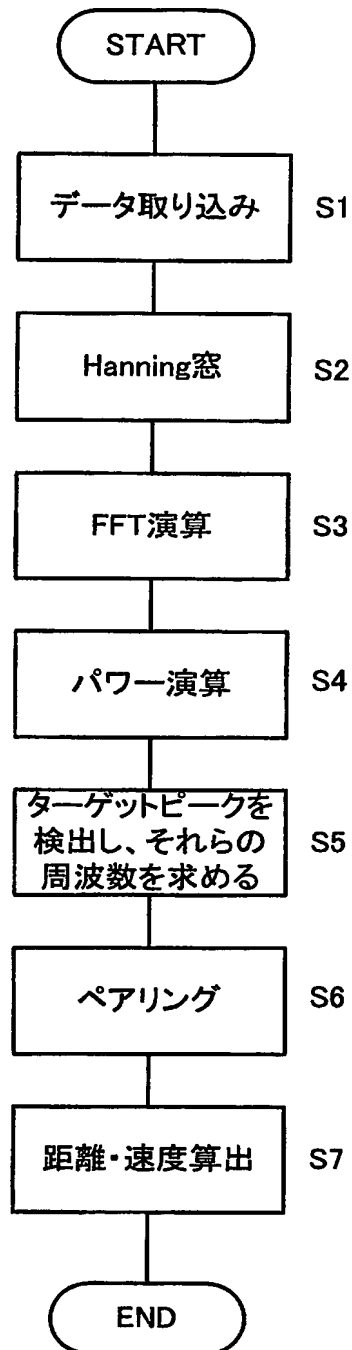 START
データ取り込み
S1
Hanning窓
S2
FFT演算
S3
パワー演算
S4
ターゲットピークを
検出し、それらの
周波数を求める
S5
ペアリング
S6
距離・速度算出
S7
END